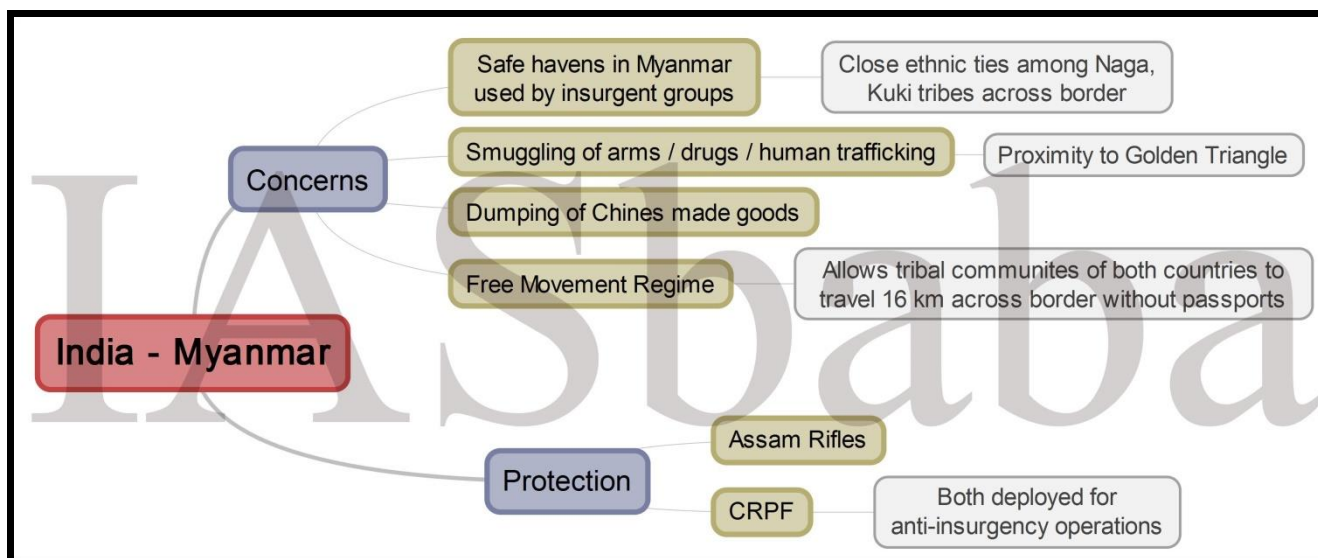 Safe havens in Myanmar
used by insurgent groups
Close ethnic ties among Naga,
Kuki tribes across border
Concerns
Smuggling of arms / drugs / human trafficking
Proximity to Golden Triangle
Dumping of Chines made goods
Free Movement Regime
Allows tribal communites of both countries to
travel 16 km across border without passports
India - Myanmar
Assam Rifles
Protection
CRPF
Both deployed for
anti-insurgency operations
IASbaba